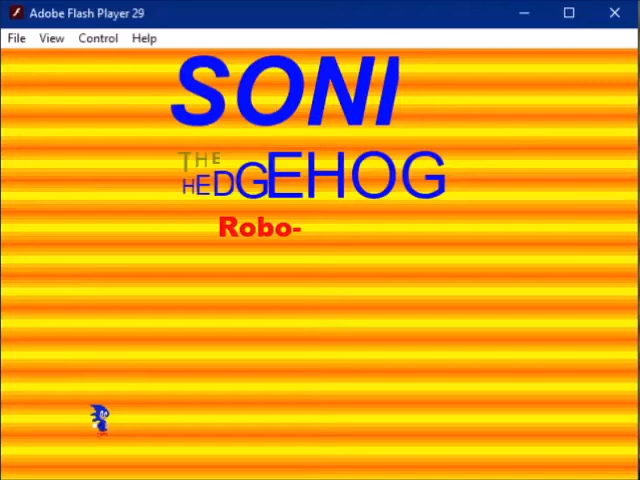 Adobe Flash Player 29
File View Control Help
SONI
THE
HEDGEHOG
Robo-